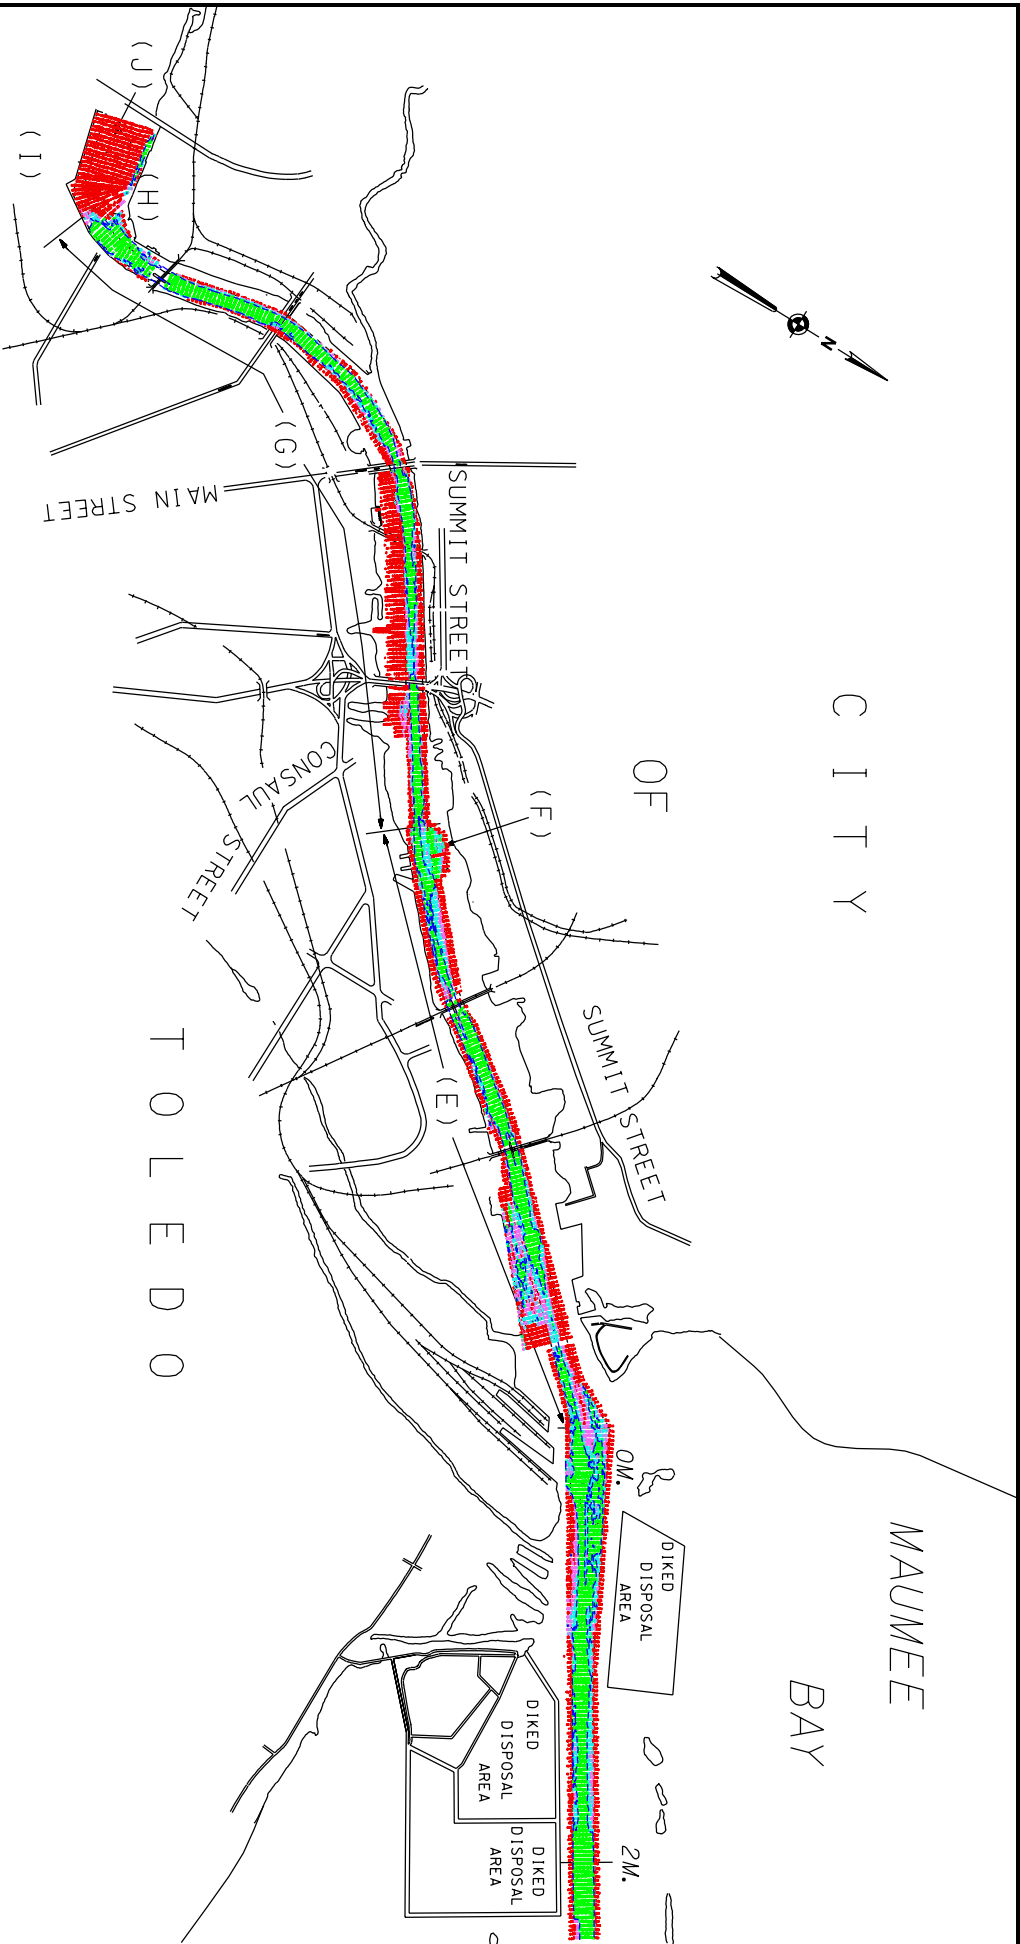 CITY
OF
TOLEDO
MAUMEE
BAY
(J)
(I)
(H)
(G)
(F)
(E)
N
MAIN STREET
SUMMIT STREET
CONSAUL
STREET
SUMMIT STREET
0M.
2M.
DIKED
DISPOSAL
AREA
DIKED
DISPOSAL
AREA
DIKED
DISPOSAL
AREA